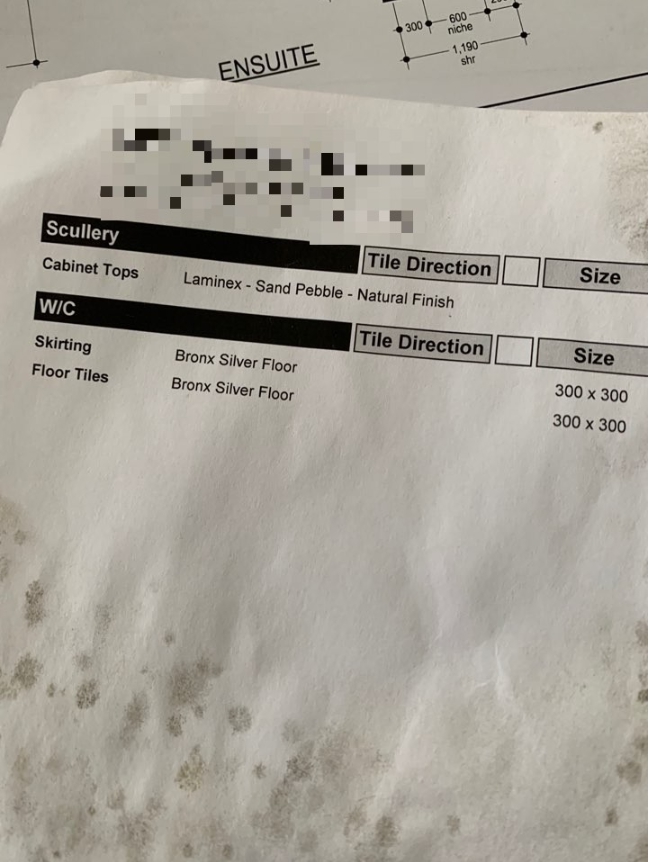 300
600
niche
1,190
shr
ENSUITE
Scullery
Tile Direction
Size
Cabinet Tops
Laminex - Sand Pebble - Natural Finish
W/C
Tile Direction
Size
Skirting
Bronx Silver Floor
300 x 300
Floor Tiles
Bronx Silver Floor
300 x 300